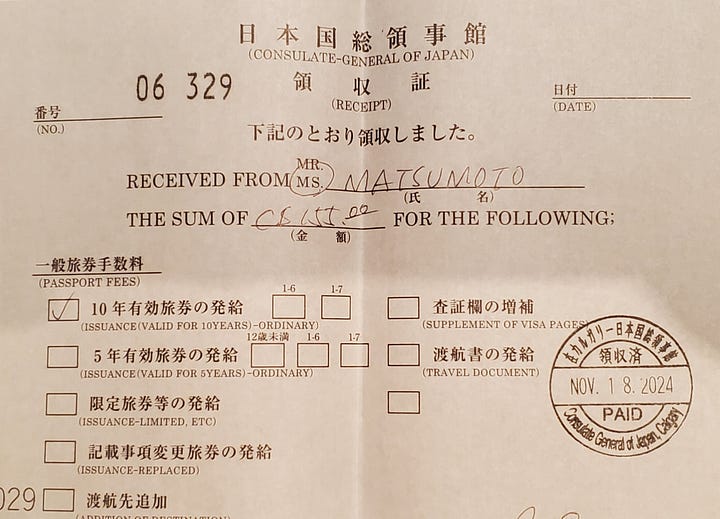 日本国総領事館
(CONSULATE-GENERAL OF JAPAN)
06 329
領収証
(RECEIPT)
番号
(NO.)
日付
(DATE)
下記のとおり領収しました。
MR.
RECEIVED FROM MS. MATSUMOTO
(氏 名)
THE SUM OF C$ 155.00 FOR THE FOLLOWING;
(金 額)
一般旅券手数料
(PASSPORT FEES)
1-6 1-7
10年有効旅券の発給
(ISSUANCE(VALID FOR 10YEARS)-ORDINARY)
12歳未満 1-6 1-7
5年有効旅券の発給
(ISSUANCE(VALID FOR 5YEARS)-ORDINARY)
限定旅券等の発給
(ISSUANCE-LIMITED, ETC)
記載事項変更旅券の発給
(ISSUANCE-REPLACED)
029
渡航先追加
(ADDITION OF DESTINATION)
査証欄の増補
(SUPPLEMENT OF VISA PAGES)
渡航書の発給
(TRAVEL DOCUMENT)
在カルガリー日本国総領事館
領収済
NOV. 18. 2024
PAID
Consulate General of Japan, Calgary